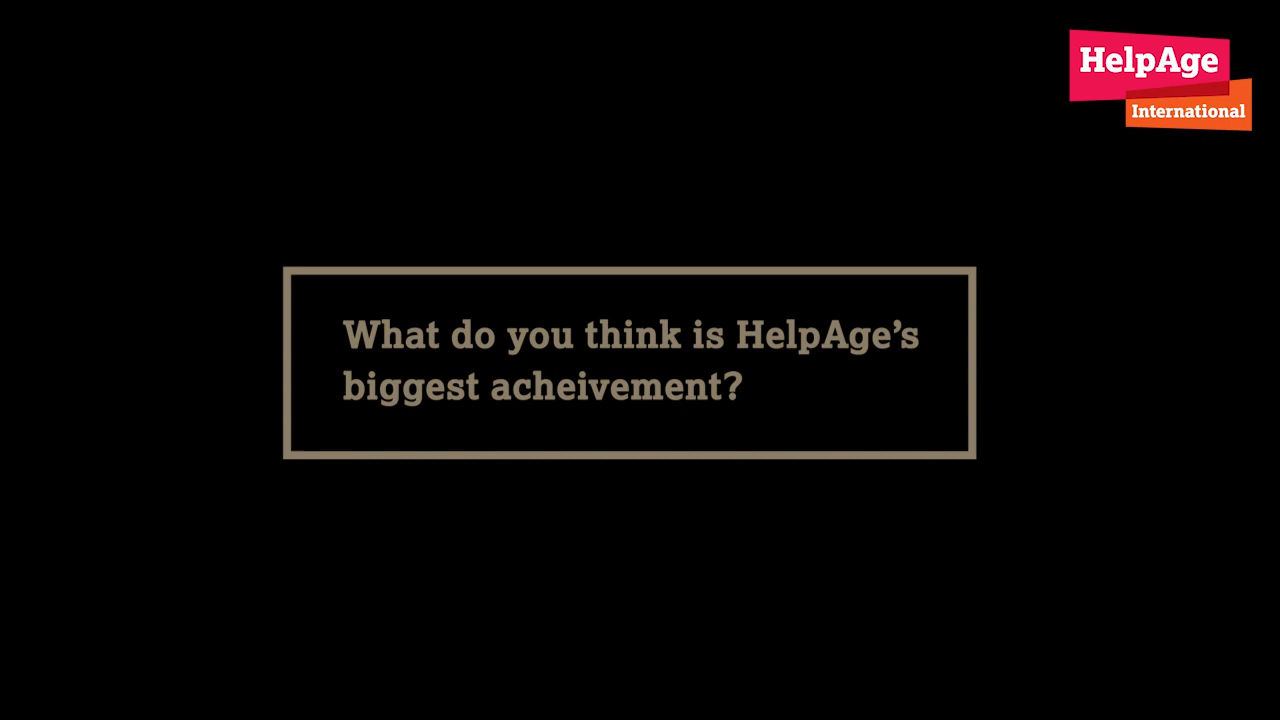 HelpAge
International
What do you think is HelpAge’s
biggest acheivement?